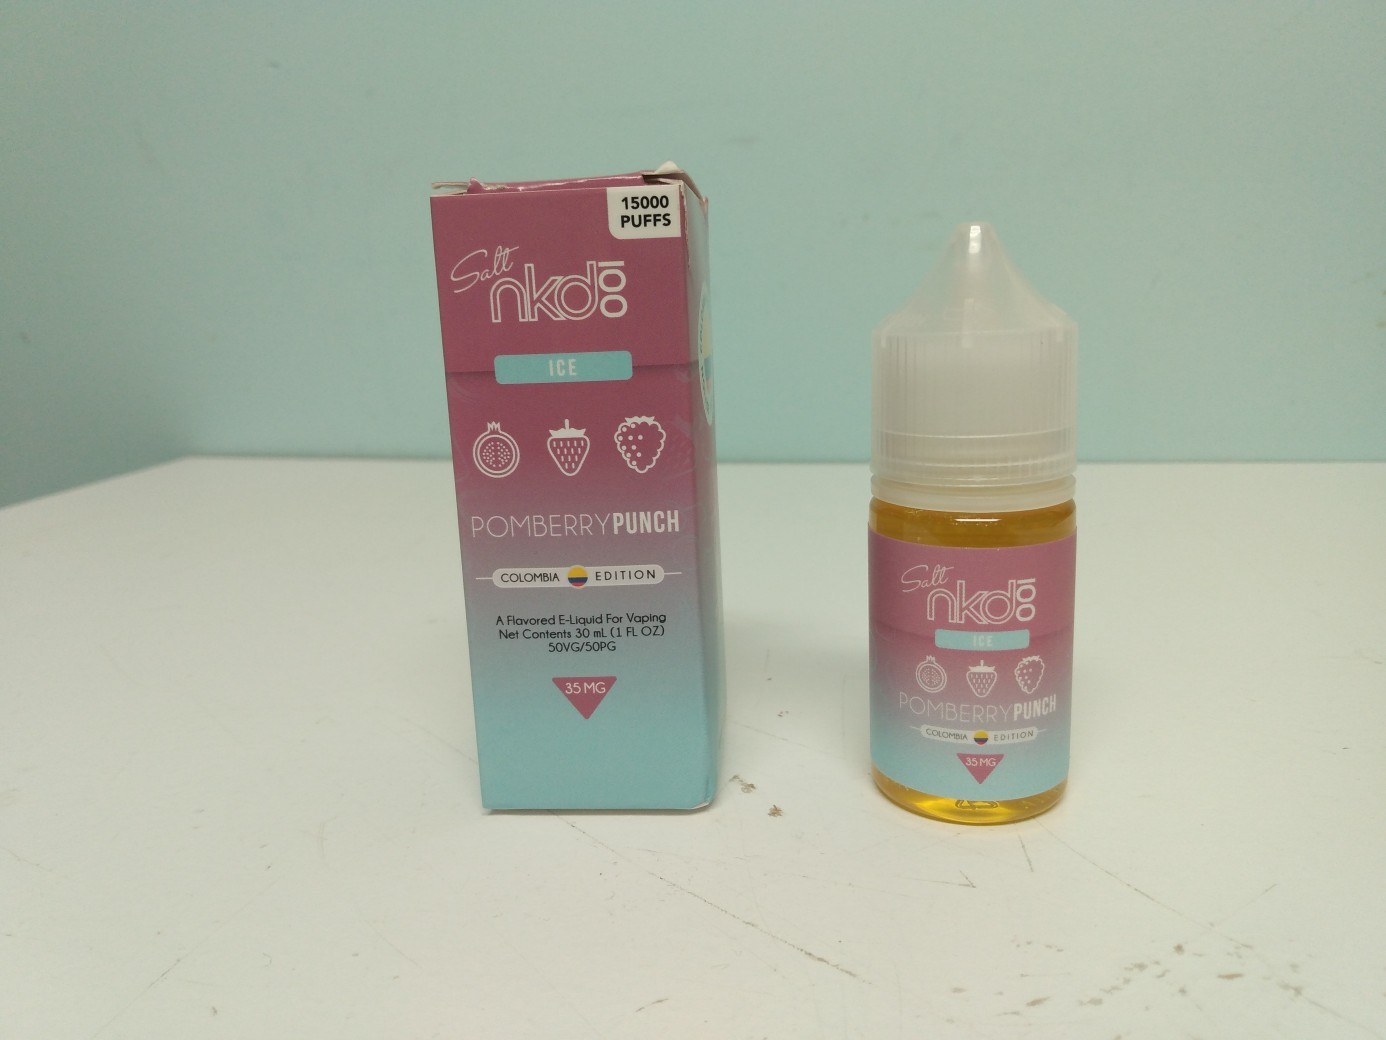 15000
PUFFS
Salt
nkd 100
ICE
POMBERRYPUNCH
COLOMBIA EDITION
A Flavored E-Liquid For Vaping
Net Contents 30 mL (1 FL OZ)
50VG/50PG
35 MG
Salt
nkd 100
ICE
POMBERRYPUNCH
COLOMBIA EDITION
35 MG